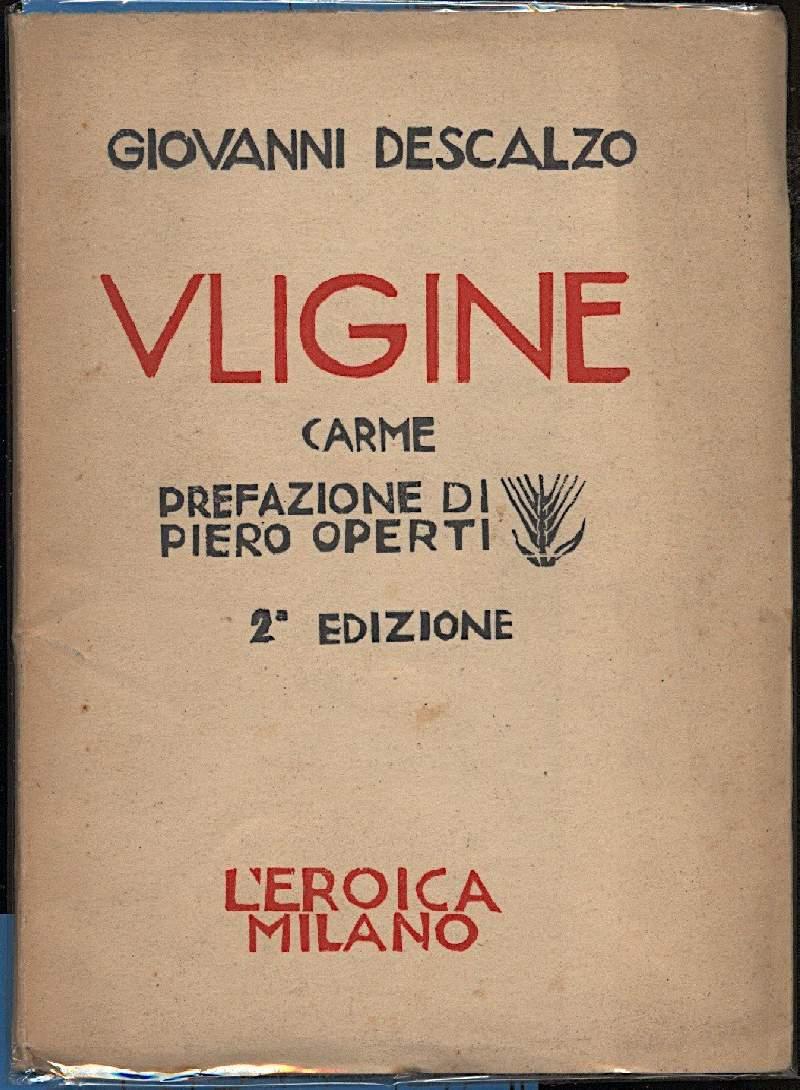 GIOVANNI DESCALZO
VLIGINE
CARME
PREFAZIONE DI
PIERO OPERTI
2ª EDIZIONE
L'EROICA
MILANO